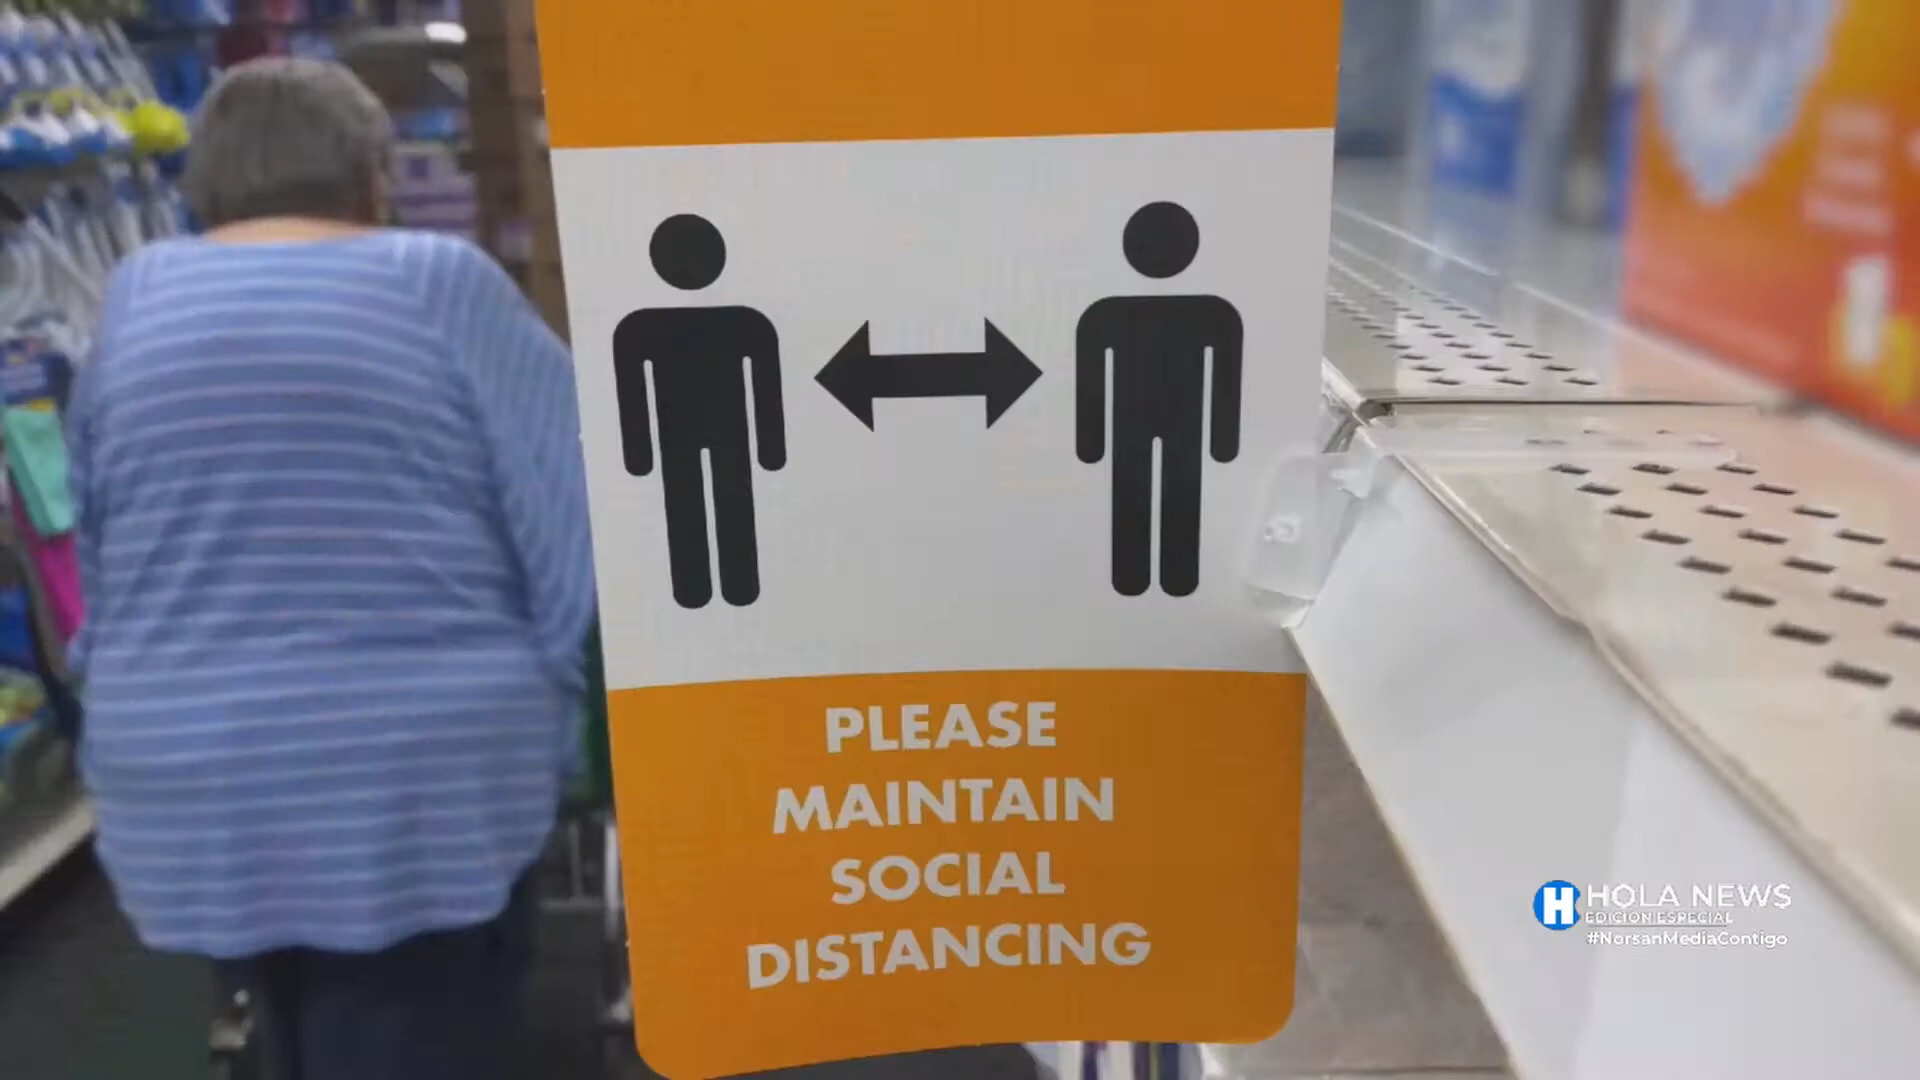 PLEASE
MAINTAIN
SOCIAL
DISTANCING
H HOLA NEWS
EDICION ESPECIAL
#NorsanMediaContigo